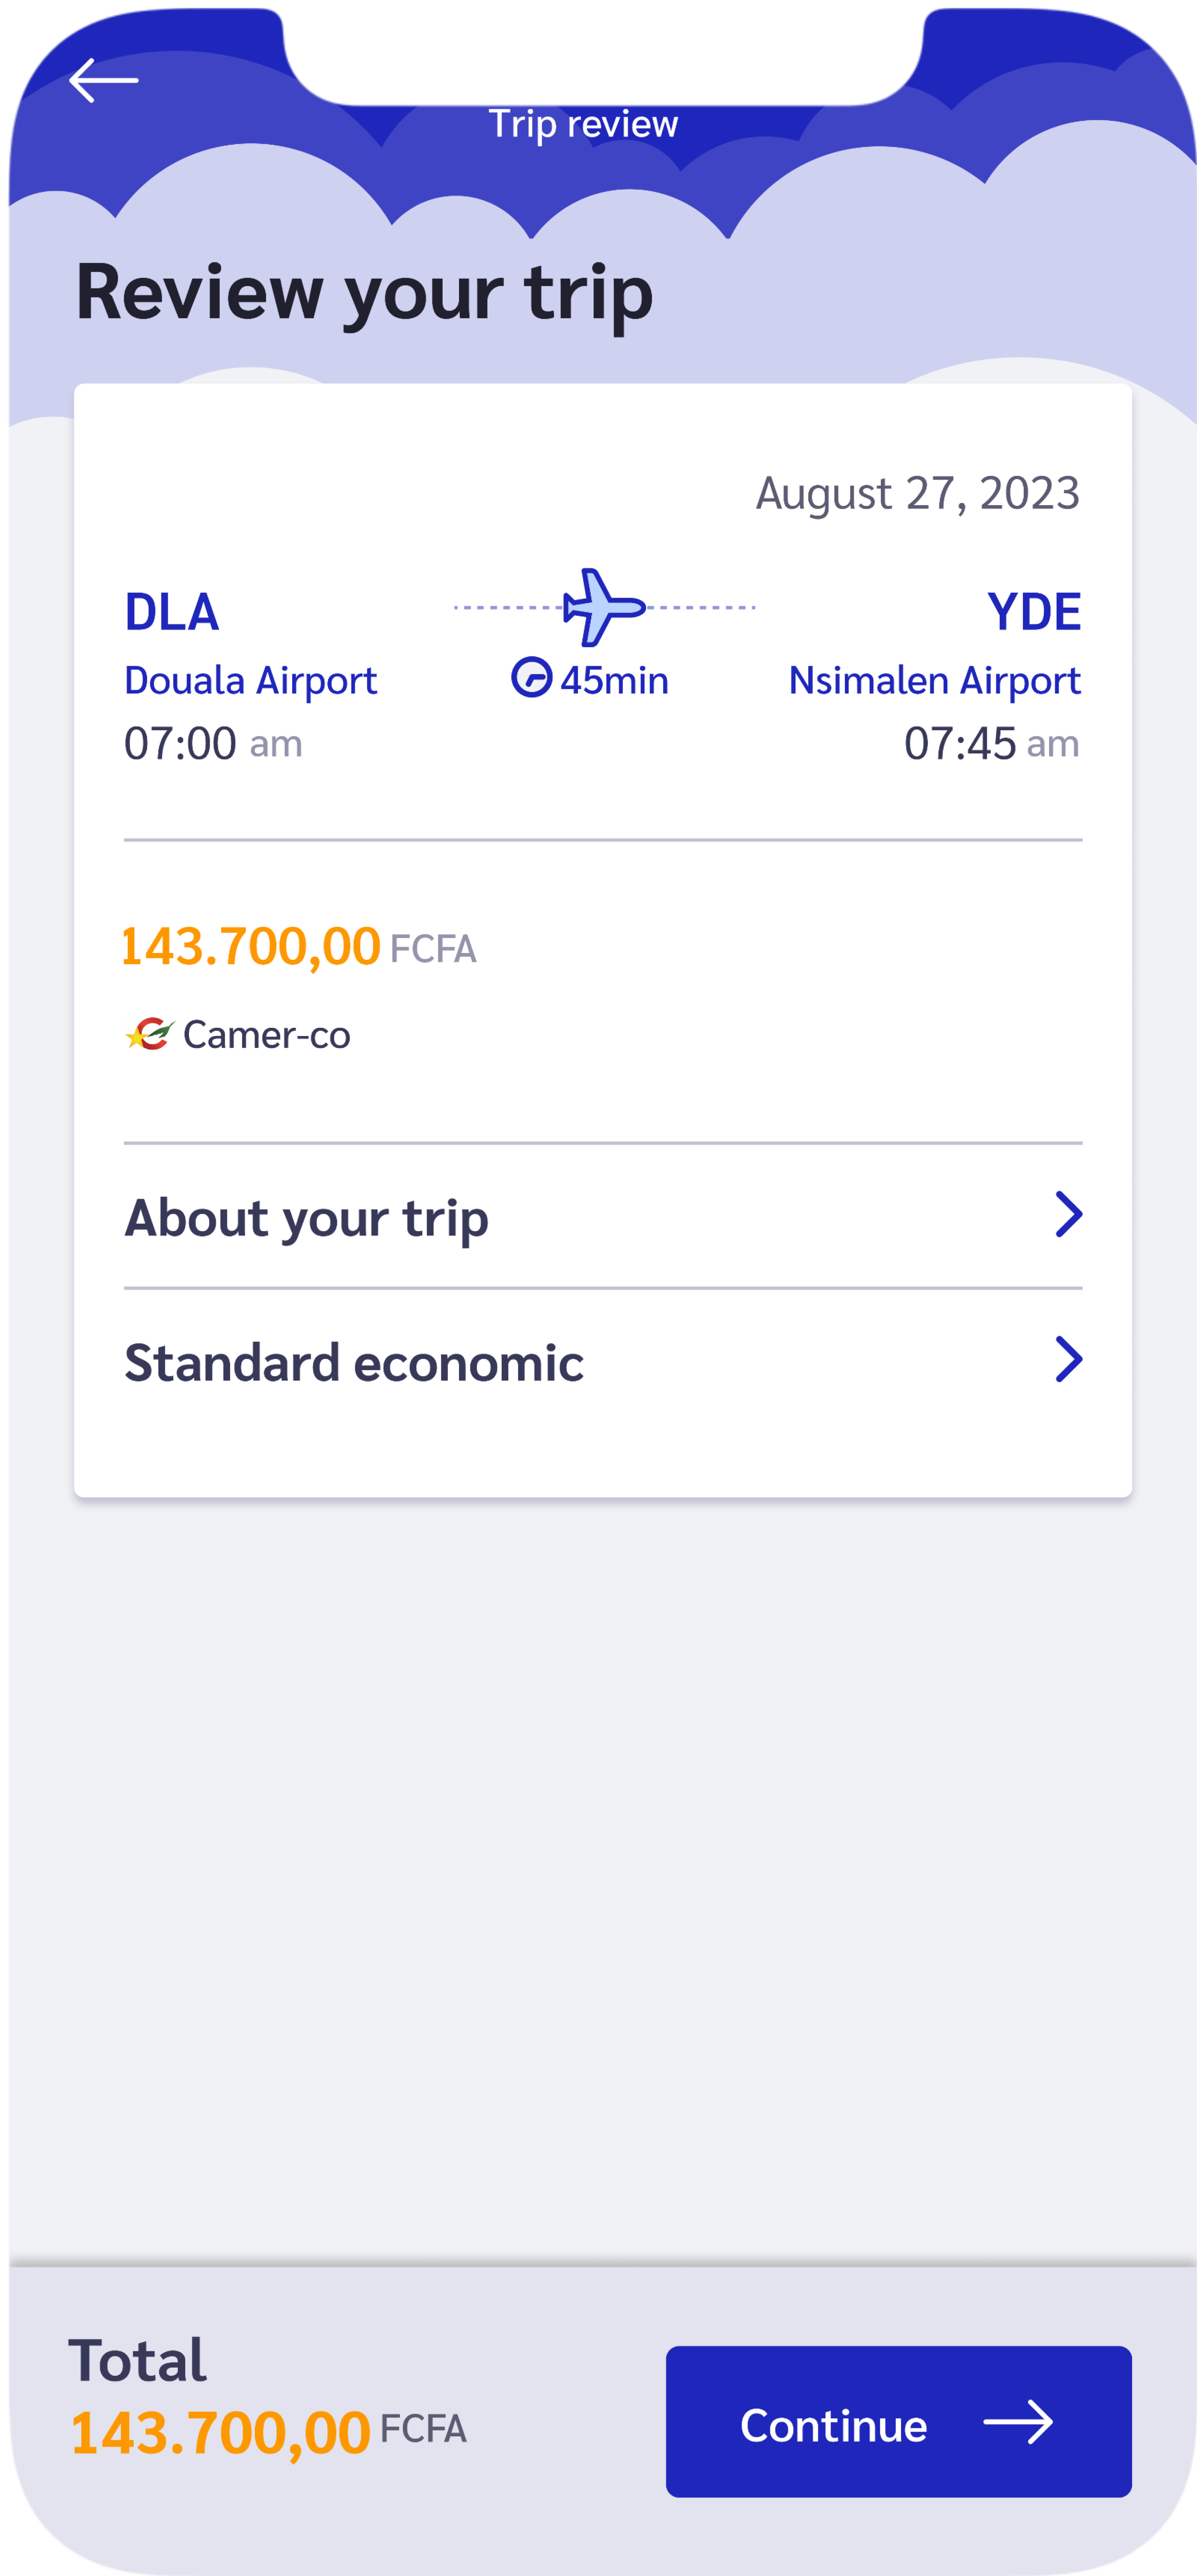 Trip review
Review your trip
August 27, 2023
DLA YDE
Douala Airport 45min Nsimalen Airport
07:00 am 07:45 am
143.700,00 FCFA
Camer-co
About your trip
Standard economic
Total
143.700,00 FCFA
Continue